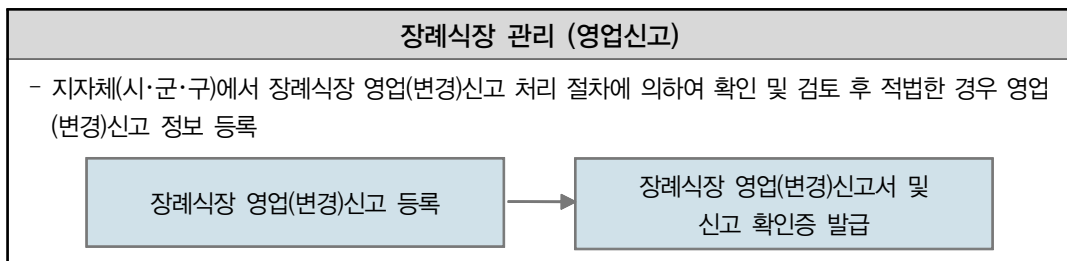 장례식장 관리 (영업신고)
- 지자체(시·군·구)에서 장례식장 영업(변경)신고 처리 절차에 의하여 확인 및 검토 후 적법한 경우 영업
(변경)신고 정보 등록
장례식장 영업(변경)신고 등록
장례식장 영업(변경)신고서 및
신고 확인증 발급